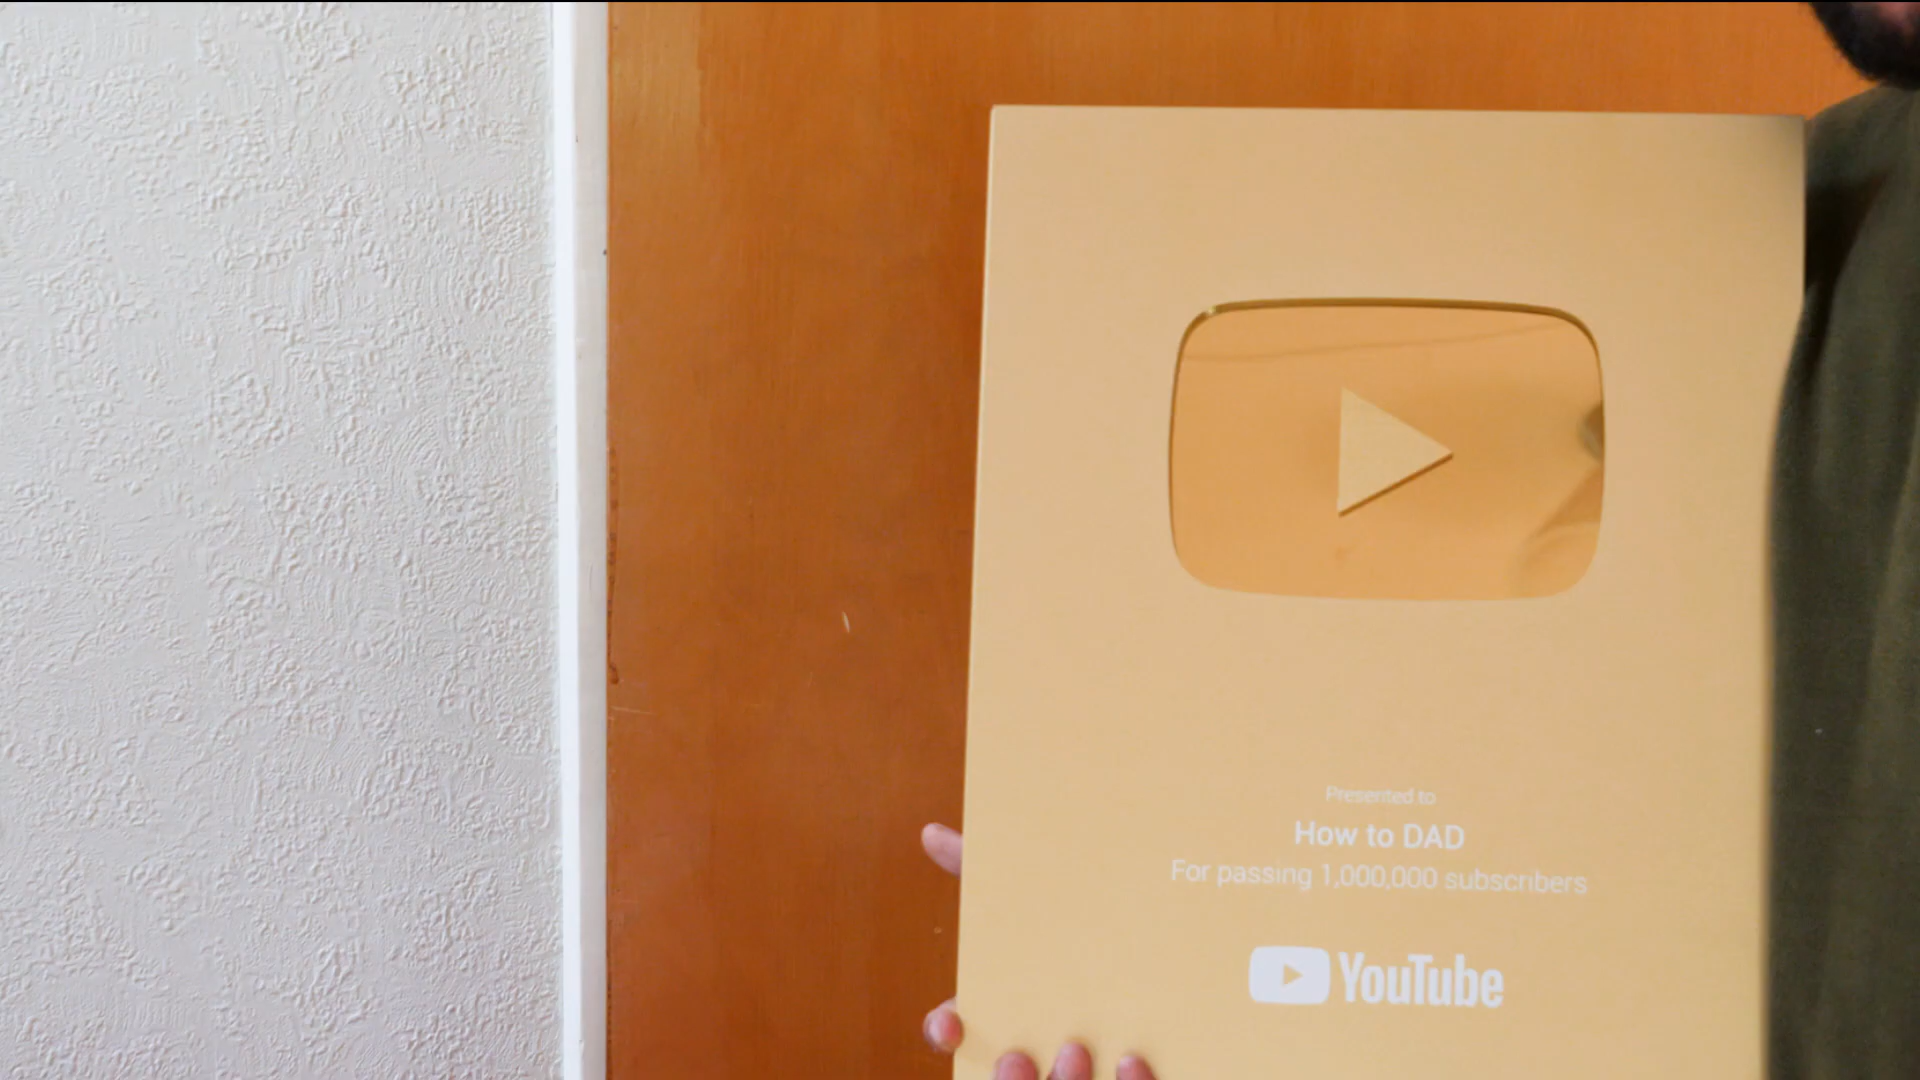 Presented to
How to DAD
For passing 1,000,000 subscribers
YouTube